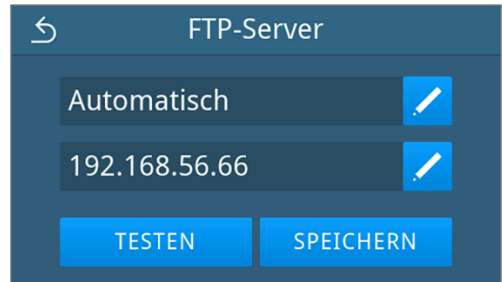 FTP-Server
Automatisch
192.168.56.66
TESTEN SPEICHERN